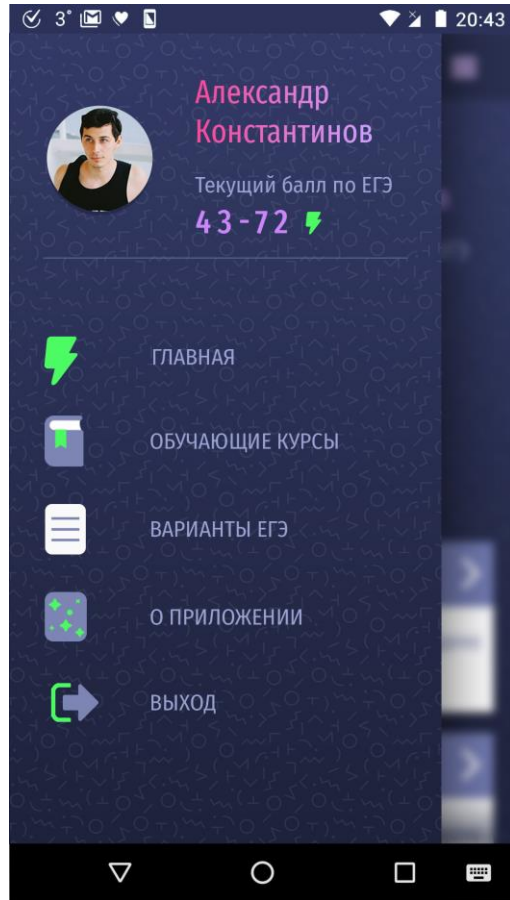 3° 20:43
Александр
Константинов
Текущий балл по ЕГЭ
43-72
ГЛАВНАЯ
ОБУЧАЮЩИЕ КУРСЫ
ВАРИАНТЫ ЕГЭ
О ПРИЛОЖЕНИИ
ВЫХОД